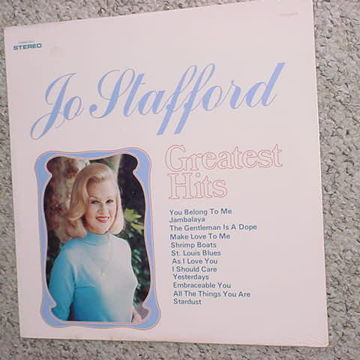 STEREO
Jo Stafford
Greatest
Hits
You Belong To Me
Jambalaya
The Gentleman Is A Dope
Make Love To Me
Shrimp Boats
St. Louis Blues
As I Love You
I Should Care
Yesterdays
Embraceable You
All The Things You Are
Stardust